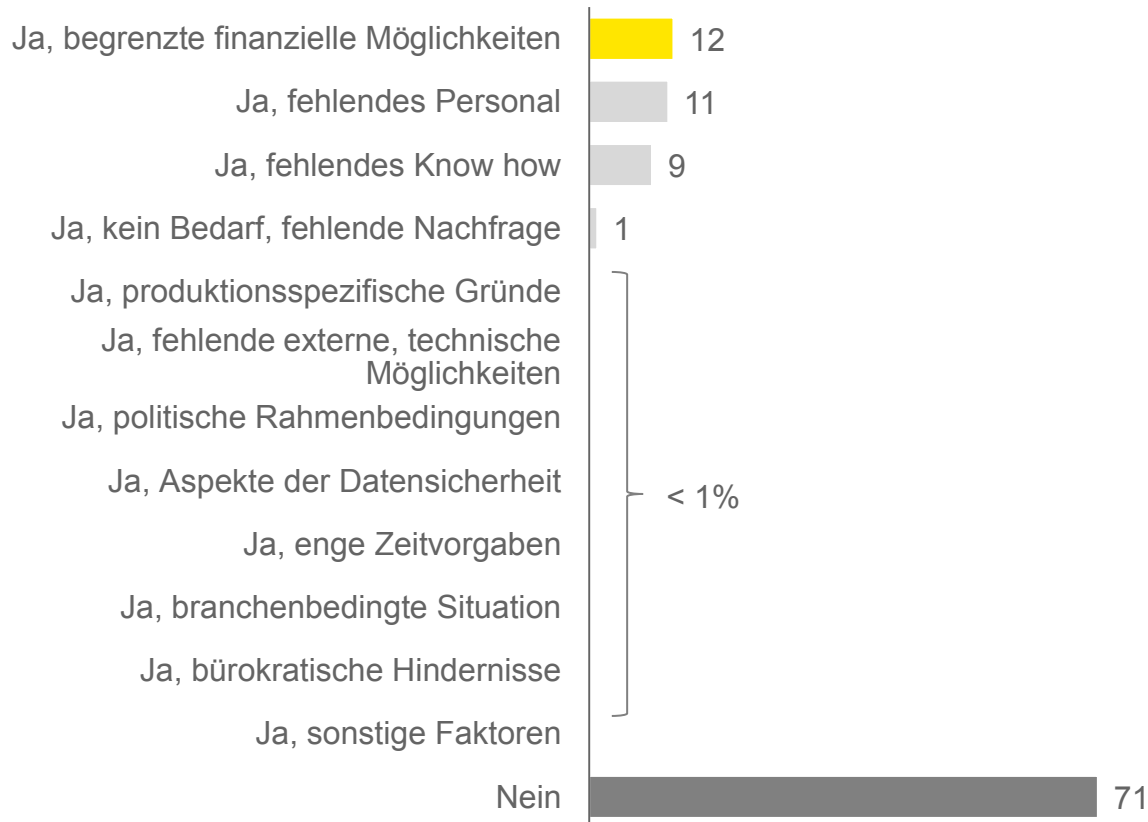 Ja, begrenzte finanzielle Möglichkeiten 12
Ja, fehlendes Personal 11
Ja, fehlendes Know how 9
Ja, kein Bedarf, fehlende Nachfrage 1
Ja, produktionsspezifische Gründe
Ja, fehlende externe, technische
Möglichkeiten
Ja, politische Rahmenbedingungen
Ja, Aspekte der Datensicherheit
< 1%
Ja, enge Zeitvorgaben
Ja, branchenbedingte Situation
Ja, bürokratische Hindernisse
Ja, sonstige Faktoren
Nein 71